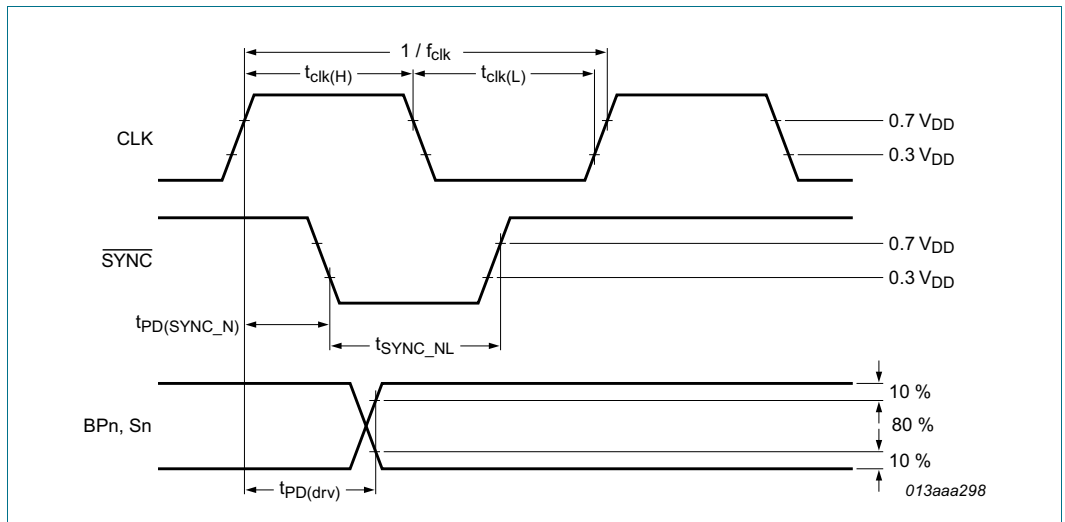 1 / fclk
tclk(H)
tclk(L)
CLK
0.7 VDD
0.3 VDD
SYNC
0.7 VDD
0.3 VDD
tPD(SYNC_N)
tSYNC_NL
BPn, Sn
10 %
80 %
10 %
tPD(drv)
013aaa298